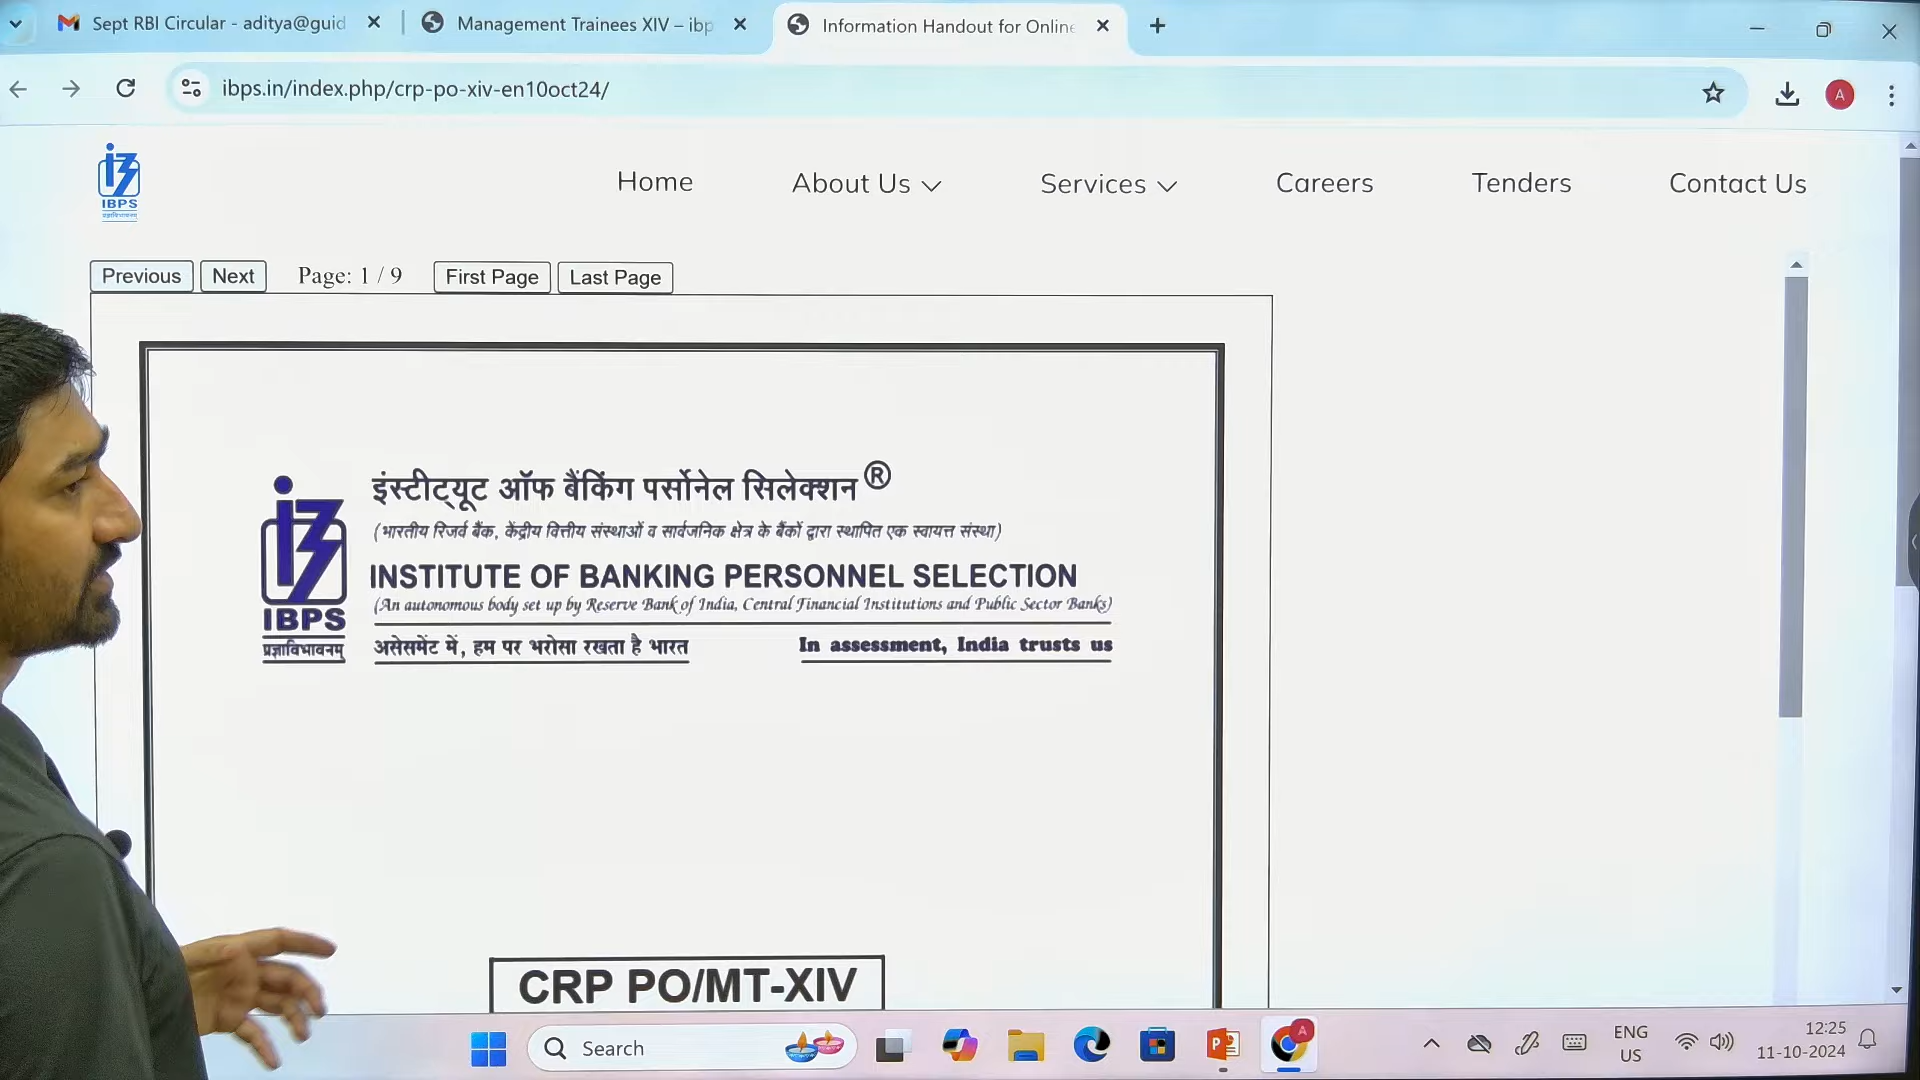 Sept RBI Circular - aditya@guid
Management Trainees XIV – ibp
Information Handout for Online
ibps.in/index.php/crp-po-xiv-en10oct24/
A
IBPS
Home
About Us
Services
Careers
Tenders
Contact Us
Previous
Next
Page: 1 / 9
First Page
Last Page
इंस्टीट्यूट ऑफ बैंकिंग पर्सोनेल सिलेक्शन®
(भारतीय रिजर्व बैंक, केंद्रीय वित्तीय संस्थाओं व सार्वजनिक क्षेत्र के बैंकों द्वारा स्थापित एक स्वायत्त संस्था)
INSTITUTE OF BANKING PERSONNEL SELECTION
(An autonomous body set up by Reserve Bank of India, Central Financial Institutions and Public Sector Banks)
IBPS
प्रज्ञाविभावनम्
असेसमेंट में, हम पर भरोसा रखता है भारत
In assessment, India trusts us
CRP PO/MT-XIV
Search
A
ENG
US
12:25
11-10-2024